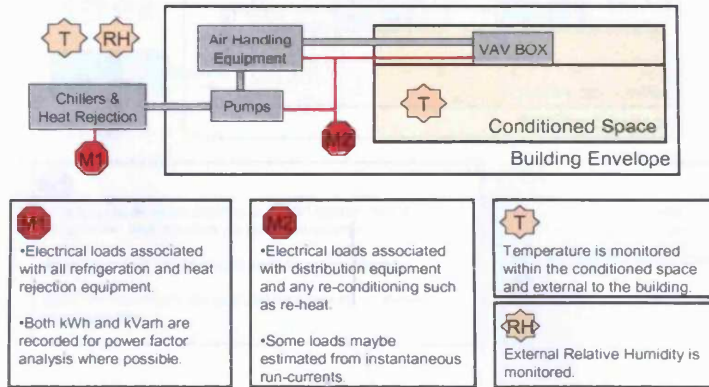 T
RH
Air Handling
Equipment
VAV BOX
Chillers &
Heat Rejection
Pumps
T
M1
M2
Conditioned Space
Building Envelope
M1
•Electrical loads associated
with all refrigeration and heat
rejection equipment.
•Both kWh and kVarh are
recorded for power factor
analysis where possible.
M2
•Electrical loads associated
with distribution equipment
and any re-conditioning such
as re-heat.
•Some loads maybe
estimated from instantaneous
run-currents.
T
Temperature is monitored
within the conditioned space
and external to the building.
RH
External Relative Humidity is
monitored.